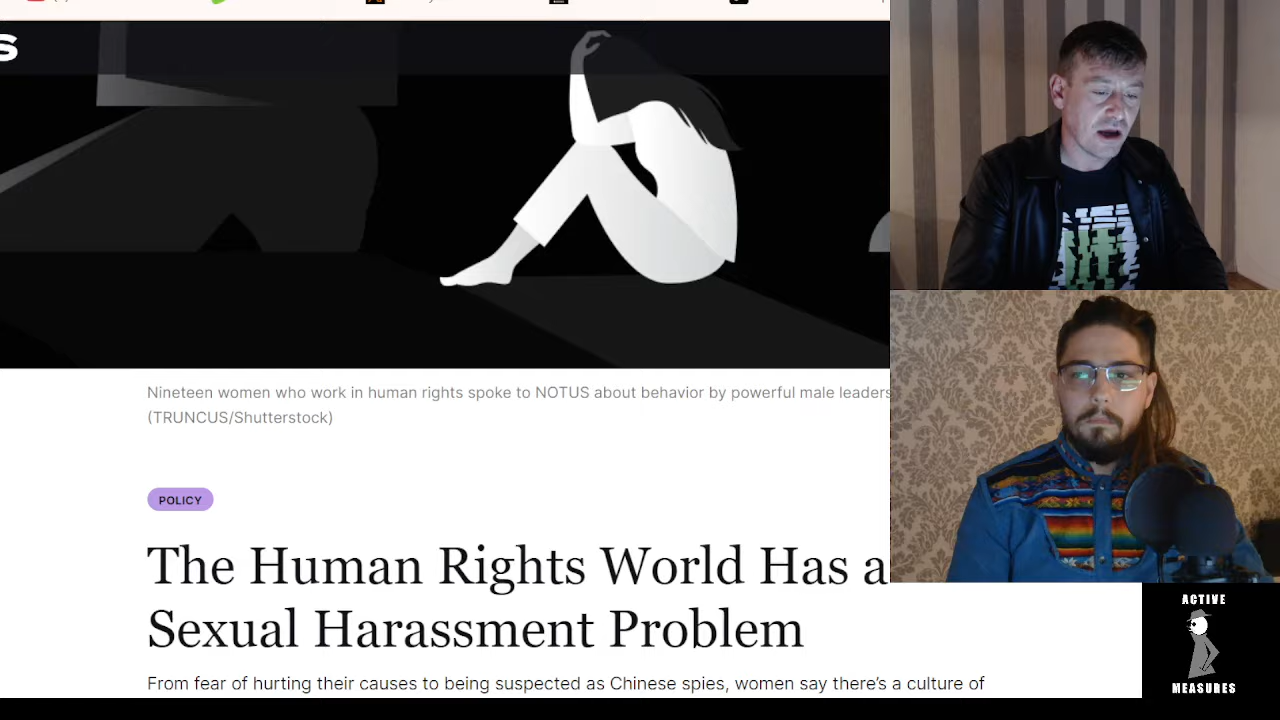 S
Nineteen women who work in human rights spoke to NOTUS about behavior by powerful male leaders
(TRUNCUS/Shutterstock)
POLICY
The Human Rights World Has a
Sexual Harassment Problem
From fear of hurting their causes to being suspected as Chinese spies, women say there's a culture of
ACTIVE
MEASURES